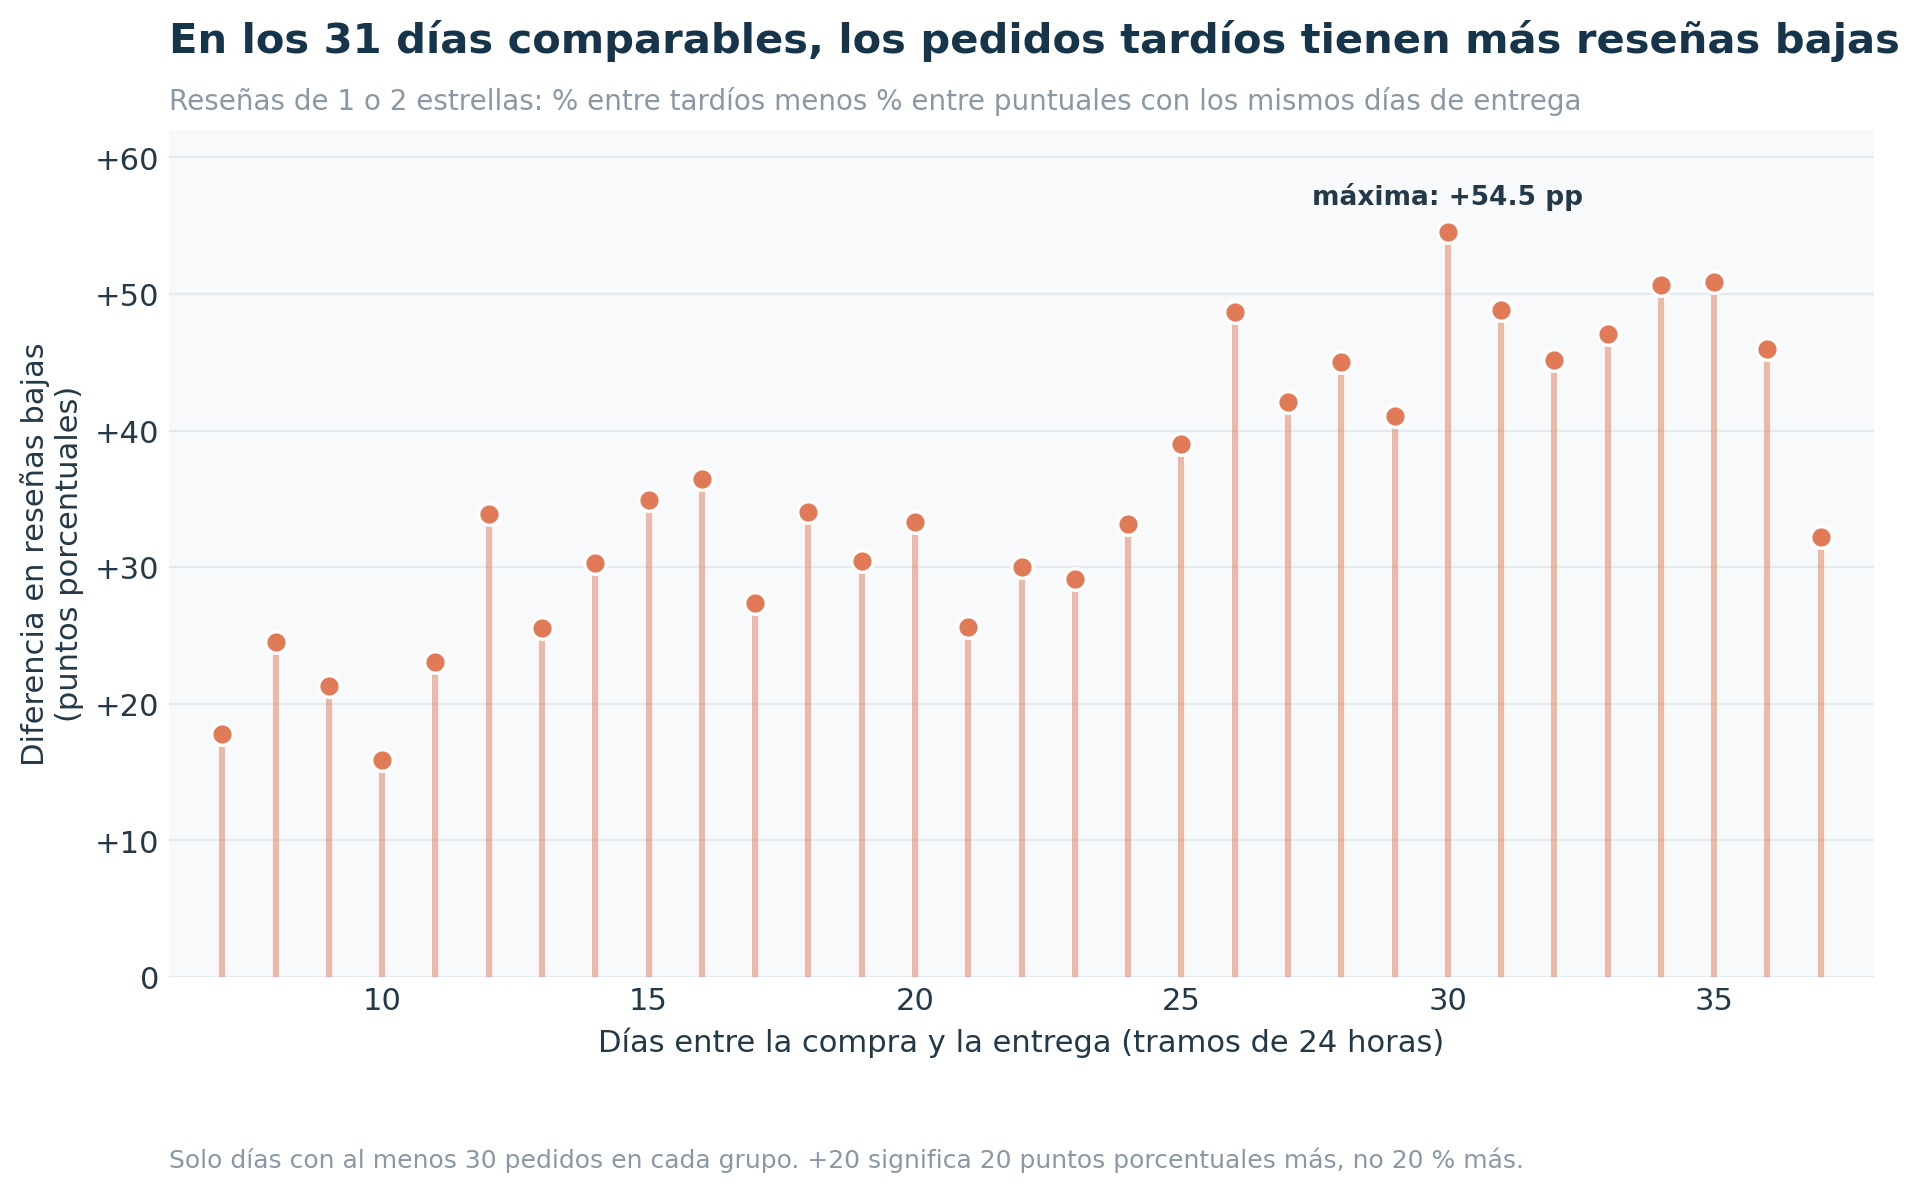 En los 31 días comparables, los pedidos tardíos tienen más reseñas bajas
Reseñas de 1 o 2 estrellas: % entre tardíos menos % entre puntuales con los mismos días de entrega
Diferencia en reseñas bajas
(puntos porcentuales)
+60
+50
+40
+30
+20
+10
0
máxima: +54.5 pp
10
15
20
25
30
35
Días entre la compra y la entrega (tramos de 24 horas)
Solo días con al menos 30 pedidos en cada grupo. +20 significa 20 puntos porcentuales más, no 20 % más.